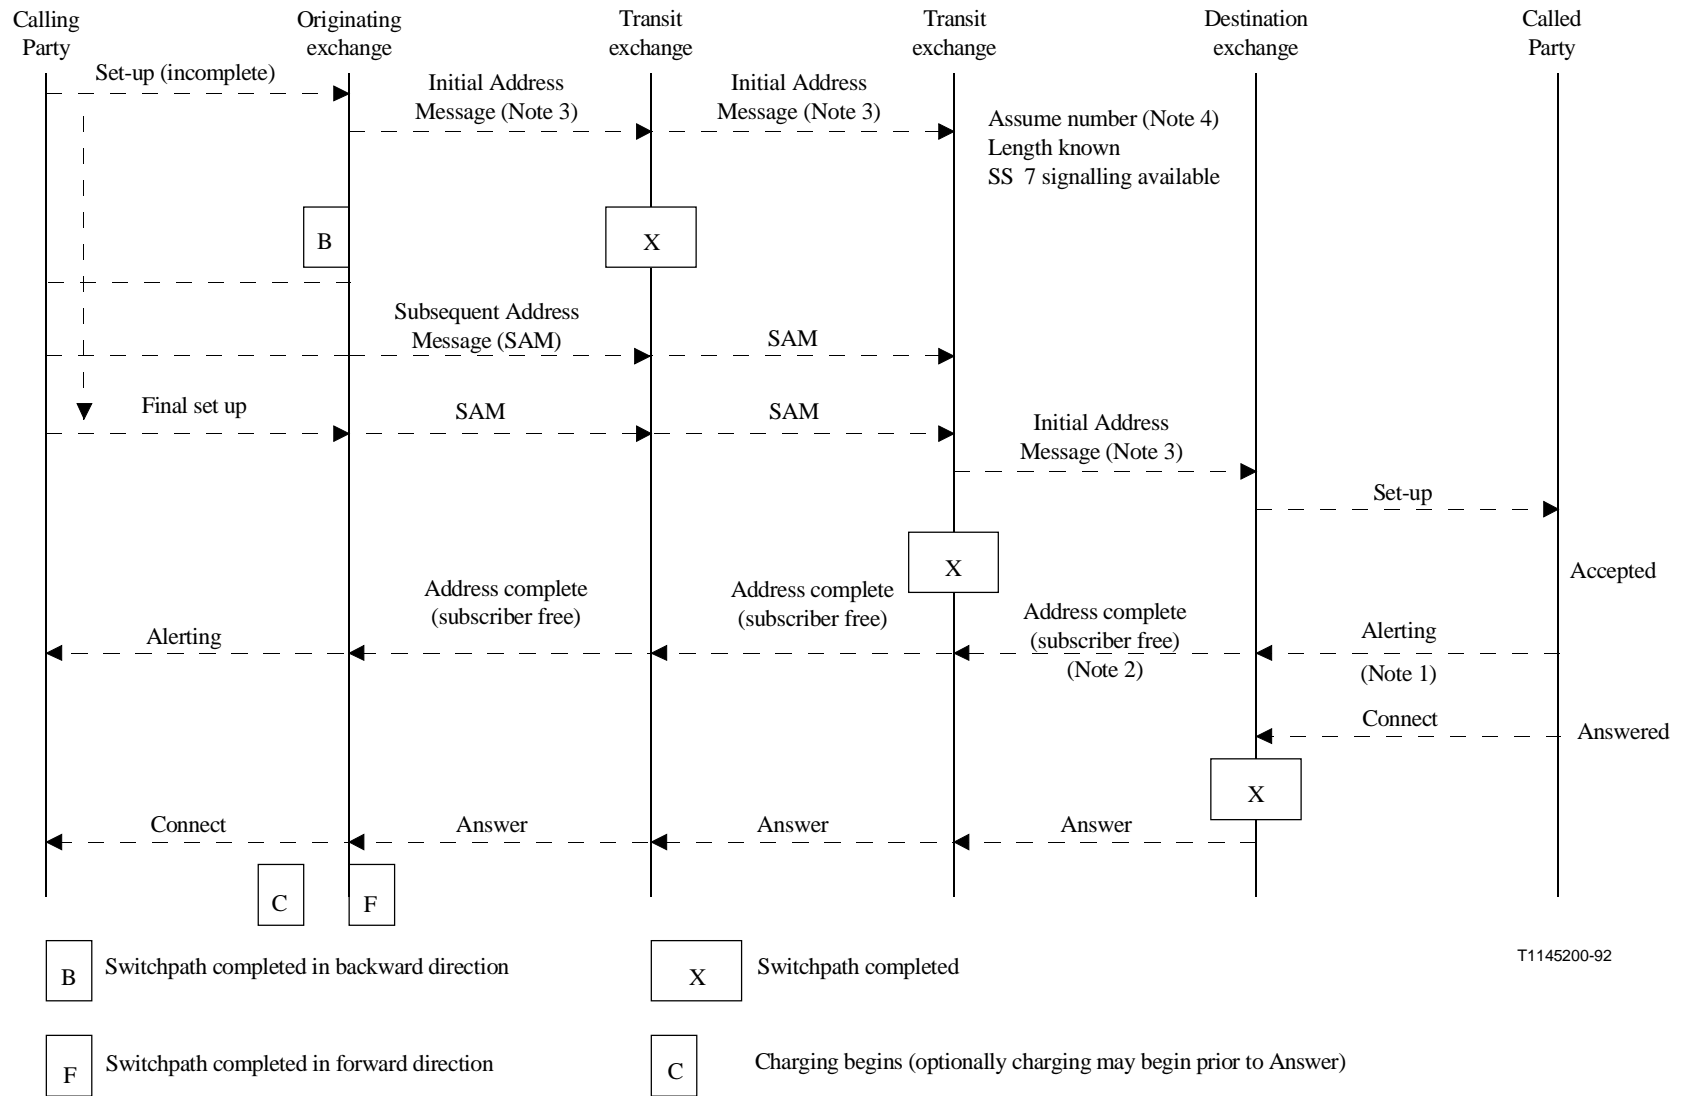 Calling
Party
Originating
exchange
Transit
exchange
Transit
exchange
Destination
exchange
Called
Party
Set-up (incomplete)
Initial Address
Message (Note 3)
Initial Address
Message (Note 3)
Assume number (Note 4)
Length known
SS 7 signalling available
B
X
Subsequent Address
Message (SAM)
SAM
Final set up
SAM
SAM
Initial Address
Message (Note 3)
Set-up
X
Accepted
Address complete
(subscriber free)
Address complete
(subscriber free)
Address complete
(subscriber free)
(Note 2)
Alerting
Alerting
(Note 1)
Connect
Answered
X
Connect
Answer
Answer
Answer
C
F
B
Switchpath completed in backward direction
X
Switchpath completed
T1145200-92
F
Switchpath completed in forward direction
C
Charging begins (optionally charging may begin prior to Answer)